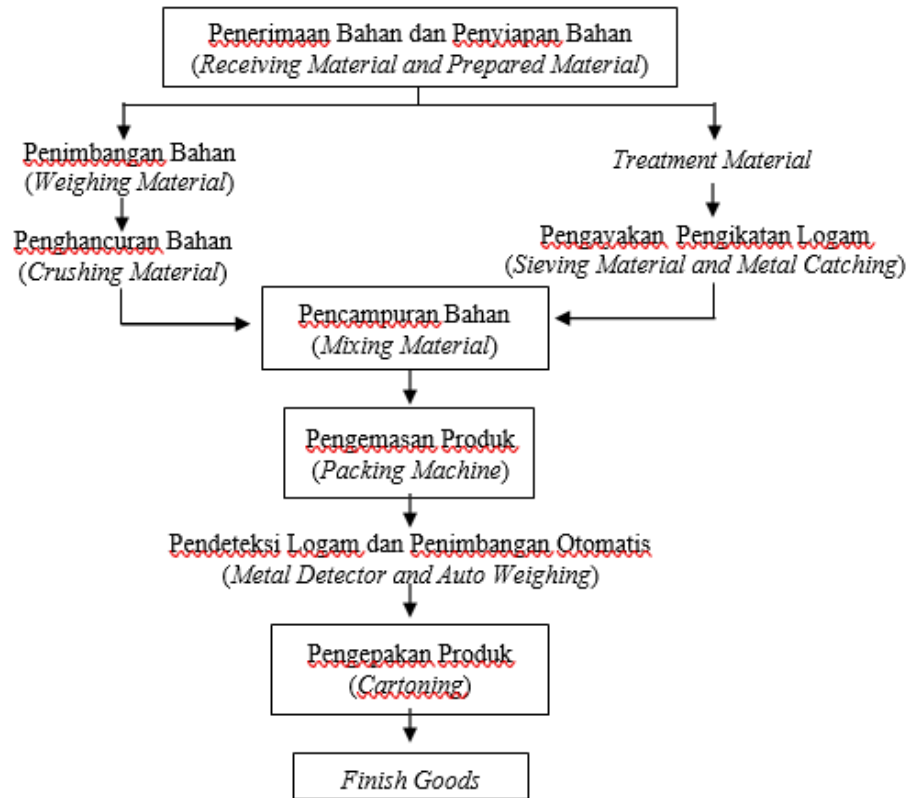 Penerimaan Bahan dan Penyiapan Bahan
(Receiving Material and Prepared Material)
Penimbangan Bahan
(Weighing Material)
Treatment Material
Penghancuran Bahan
(Crushing Material)
Pengayakan Pengikatan Logam
(Sieving Material and Metal Catching)
Pencampuran Bahan
(Mixing Material)
Pengemasan Produk
(Packing Machine)
Pendeteksi Logam dan Penimbangan Otomatis
(Metal Detector and Auto Weighing)
Pengepakan Produk
(Cartoning)
Finish Goods